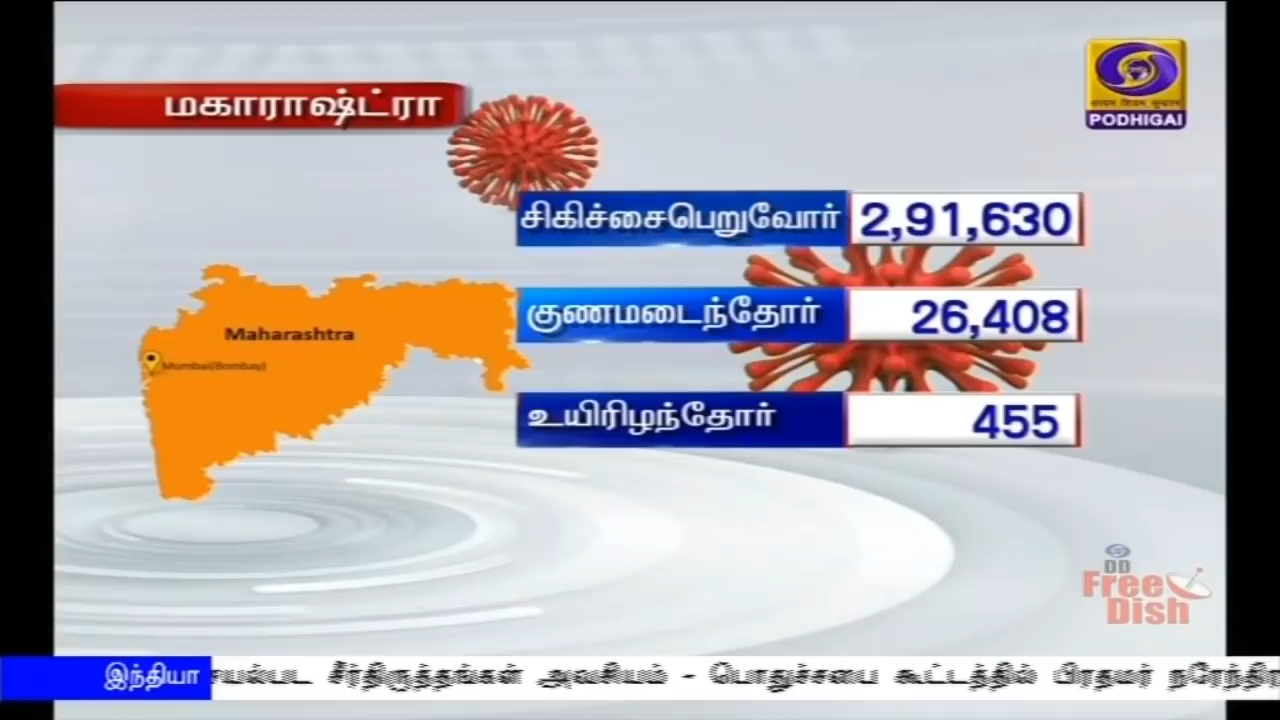 மகாராஷ்ட்ரா
PODHIGAI
சிகிச்சைபெறுவோர் 2,91,630
குணமடைந்தோர் 26,408
உயிரிழந்தோர் 455
Maharashtra
Mumbai(Bombay)
DD
Free
Dish
இந்தியா சீர்திருத்தங்கள் அவசியம் - பொதுச்சபை கூட்டத்தில் பிரதமர்